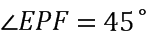 ∠EPF = 45°